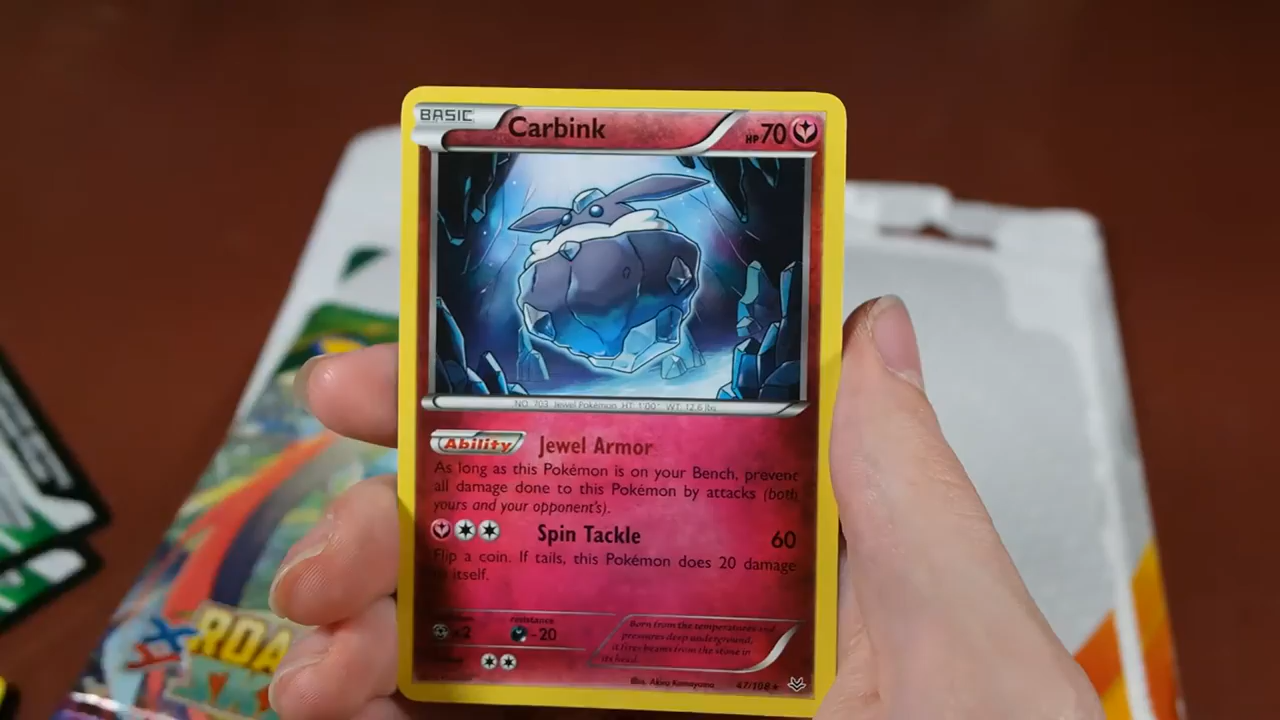 BASIC
Carbink
HP70
NO. 703 Jewel Pokémon HT: 1'00" WT: 12.6 lbs
Ability Jewel Armor
As long as this Pokémon is on your Bench, prevent
all damage done to this Pokémon by attacks (both
yours and your opponent's).
Spin Tackle 60
Flip a coin. If tails, this Pokémon does 20 damage
itself.
×2
resistance
-20
Born from the temperatures and
pressures deep underground,
it fires beams from the stone in
its head.
Illus. Akira Komayama
47/108 ★
XY
ROA